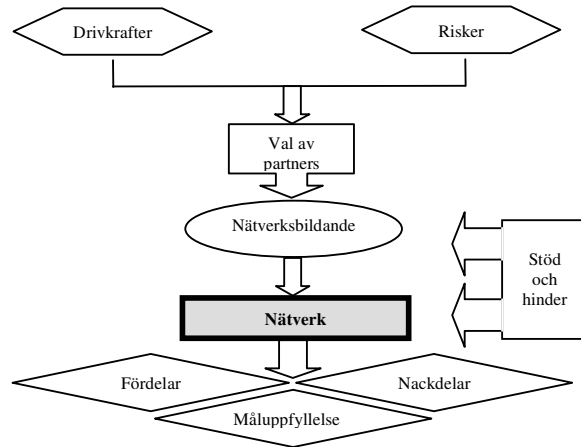 Drivkrafter
Risker
Val av
partners
Nätverksbildande
Stöd
och
hinder
Nätverk
Fördelar
Nackdelar
Måluppfyllelse